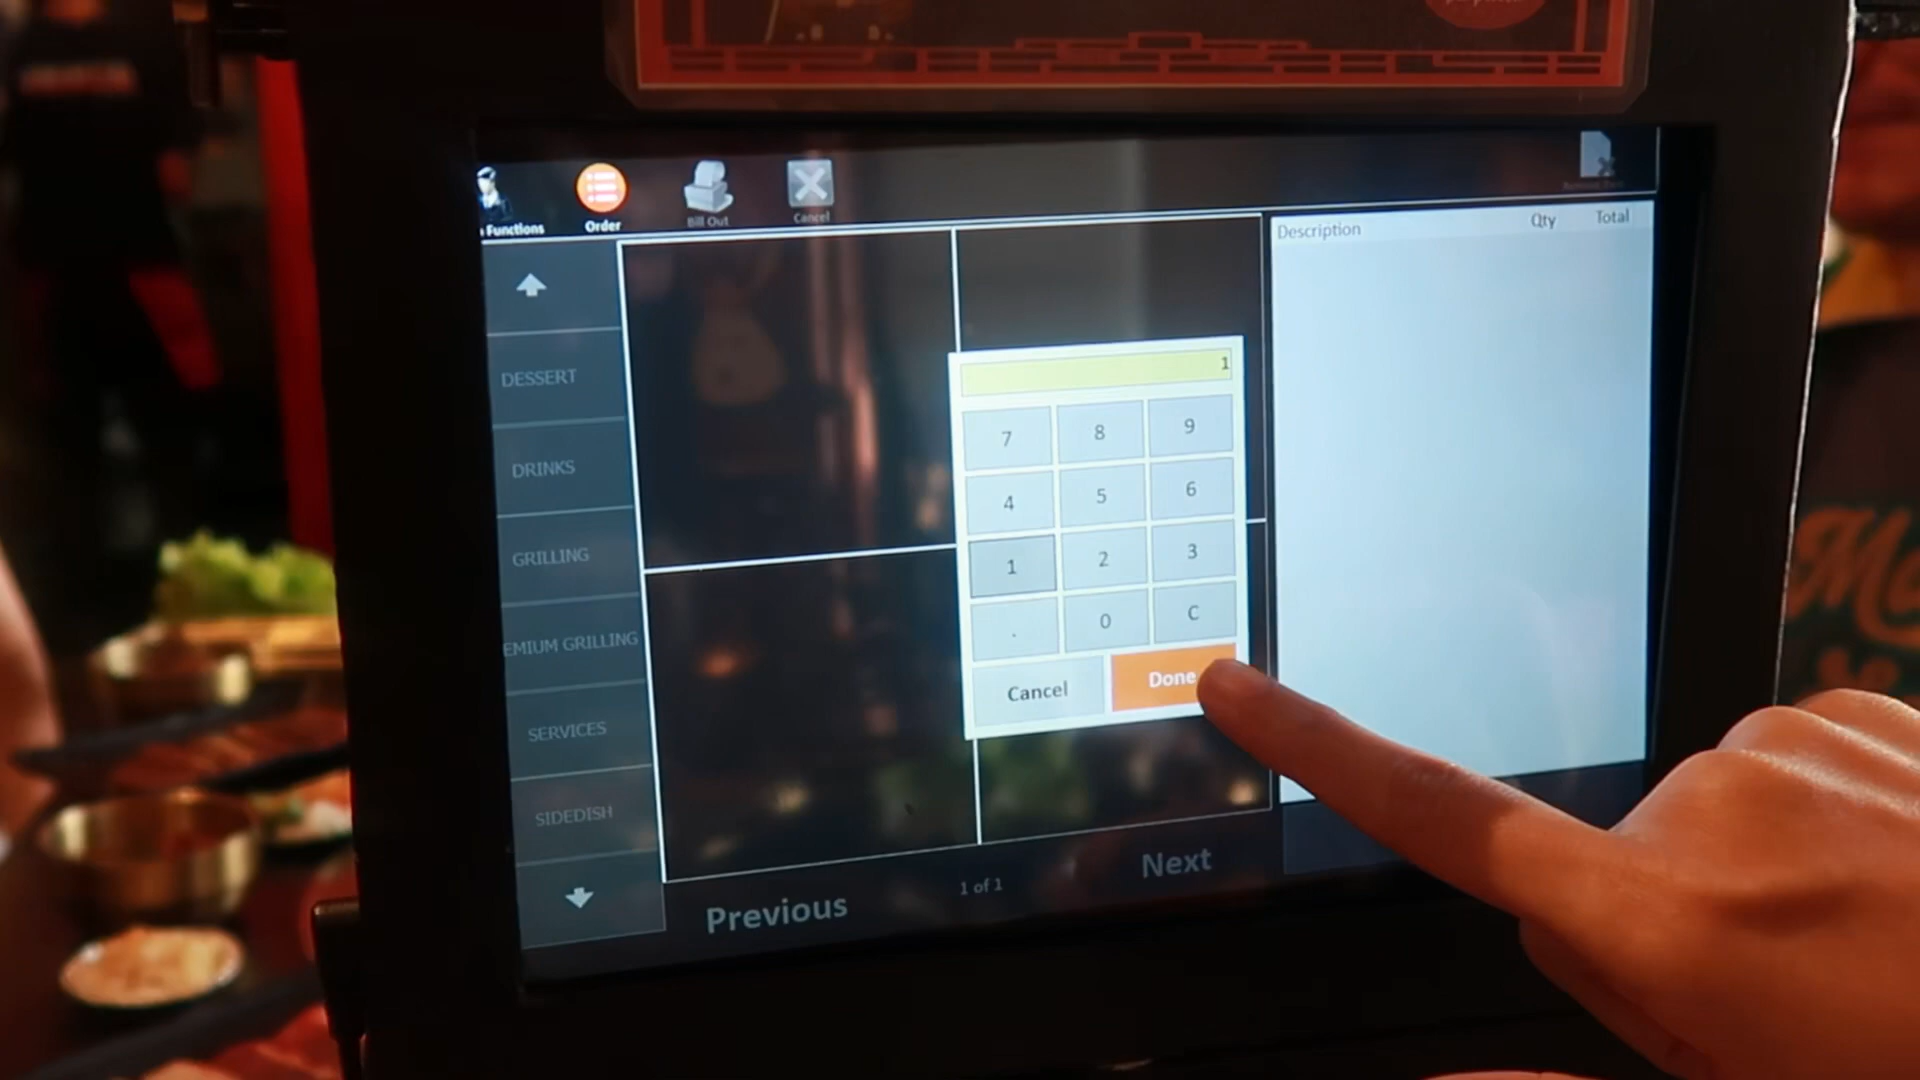 Functions
Order
Bill Out
Cancel
Description Qty Total
DESSERT
DRINKS
GRILLING
EMIUM GRILLING
SERVICES
SIDEDISH
1
7 8 9
4 5 6
1 2 3
. 0 C
Cancel Done
Previous 1 of 1 Next